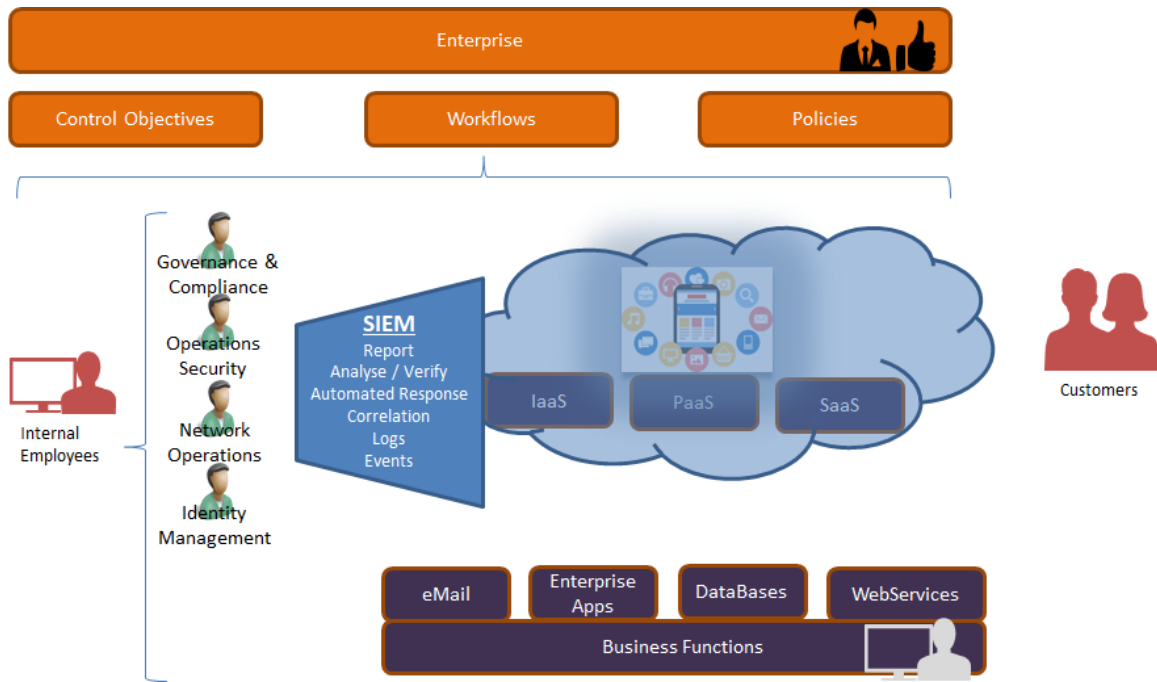 Enterprise
Control Objectives
Workflows
Policies
Governance &
Compliance
Operations
Security
Network
Operations
Identity
Management
Internal
Employees
SIEM
Report
Analyse / Verify
Automated Response
Correlation
Logs
Events
IaaS
PaaS
SaaS
Customers
eMail
Enterprise
Apps
DataBases
WebServices
Business Functions